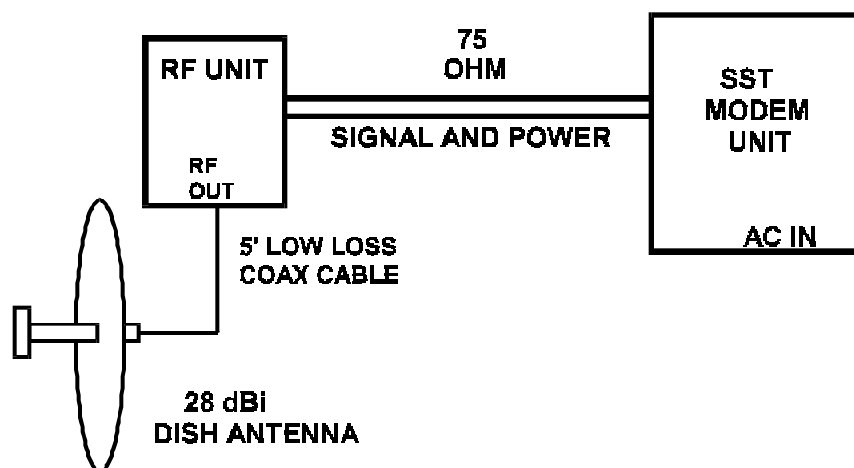 RF UNIT
RF
OUT
75
OHM
SIGNAL AND POWER
SST
MODEM
UNIT
AC IN
5' LOW LOSS
COAX CABLE
28 dBi
DISH ANTENNA